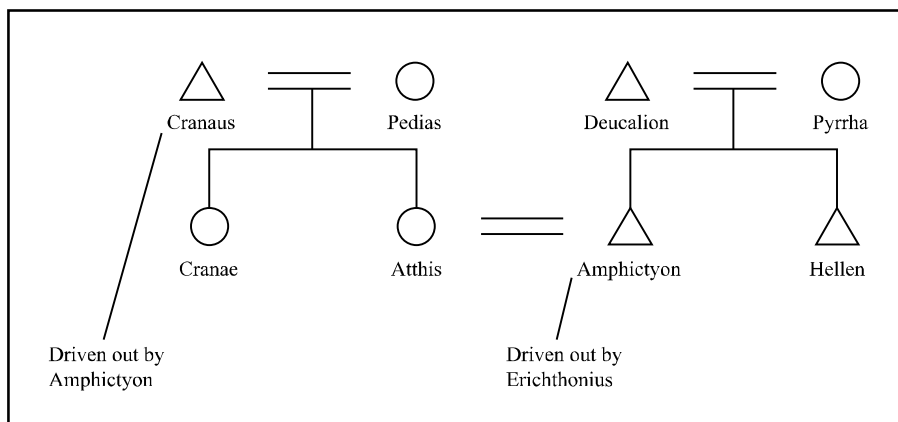 Cranaus
Pedias
Deucalion
Pyrrha
Cranae
Atthis
Amphictyon
Hellen
Driven out by
Amphictyon
Driven out by
Erichthonius